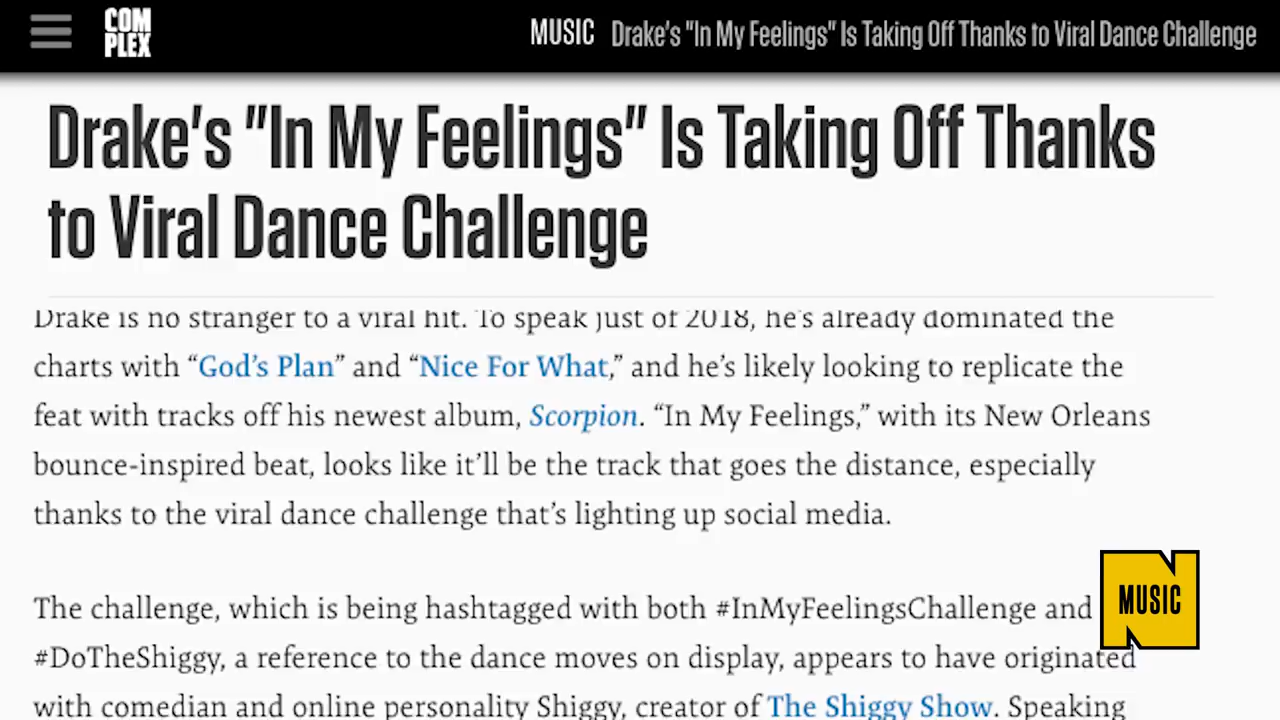 COM
PLEX
MUSIC Drake's "In My Feelings" Is Taking Off Thanks to Viral Dance Challenge
Drake's "In My Feelings" Is Taking Off Thanks
to Viral Dance Challenge
Drake is no stranger to a viral hit. To speak just of 2018, he's already dominated the
charts with “God’s Plan” and “Nice For What,” and he’s likely looking to replicate the
feat with tracks off his newest album, Scorpion. “In My Feelings,” with its New Orleans
bounce-inspired beat, looks like it’ll be the track that goes the distance, especially
thanks to the viral dance challenge that’s lighting up social media.
The challenge, which is being hashtagged with both #InMyFeelingsChallenge and
MUSIC
#DoTheShiggy, a reference to the dance moves on display, appears to have originated
with comedian and online personality Shiggy, creator of The Shiggy Show. Speaking